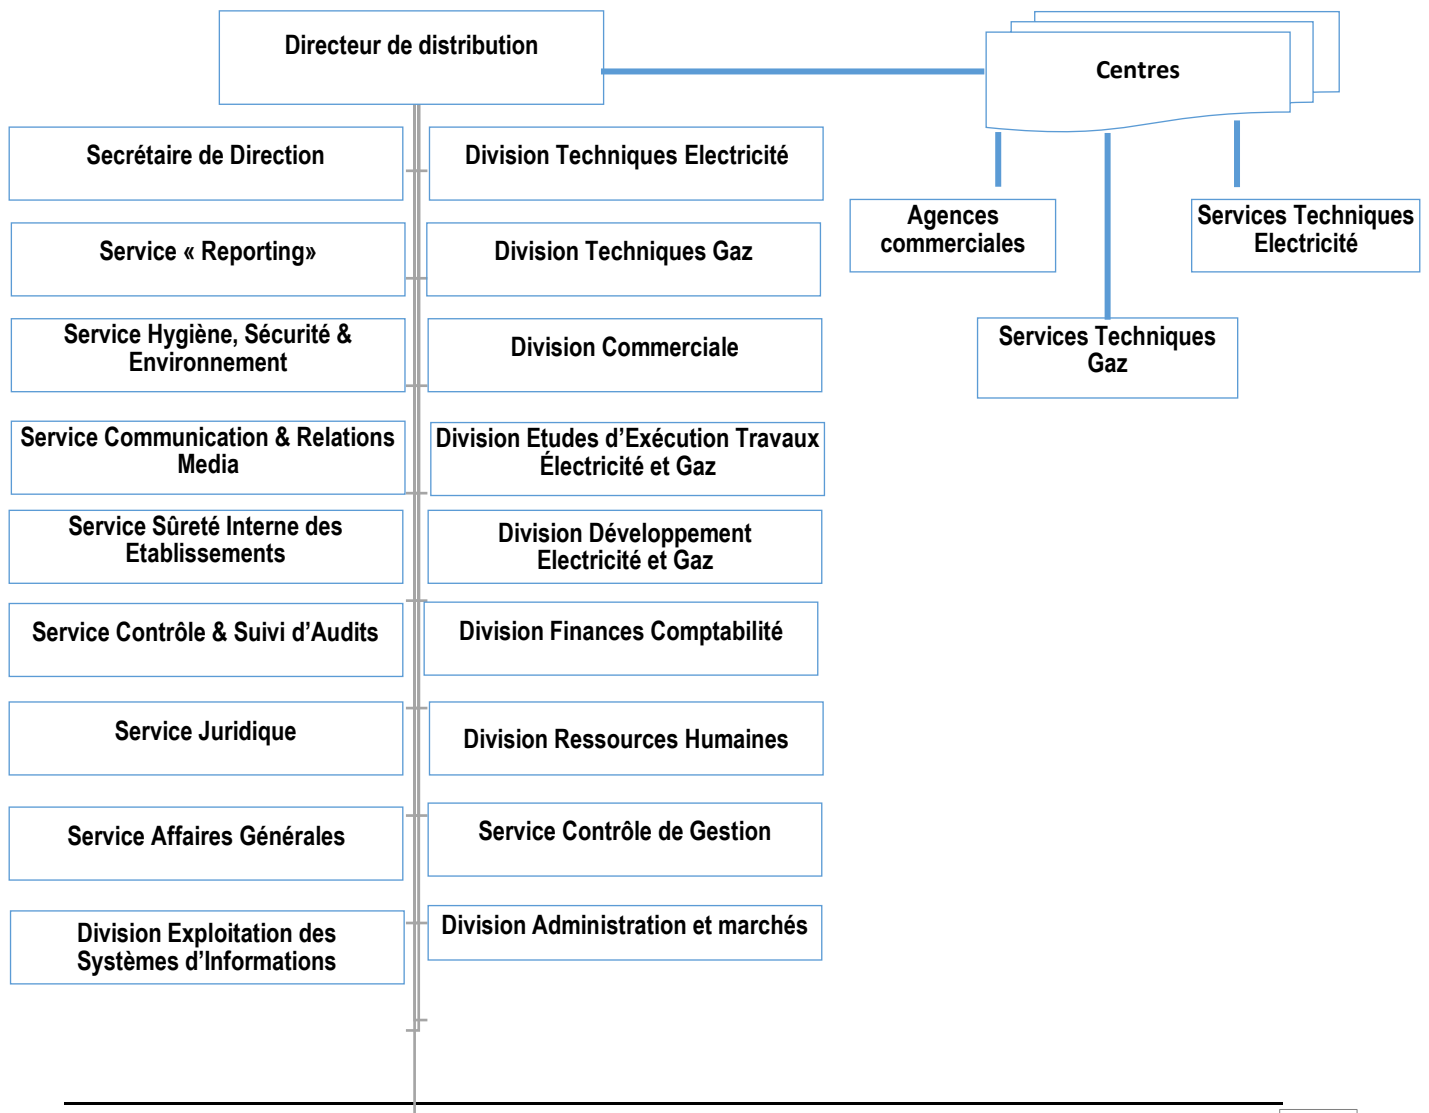 Directeur de distribution
Centres
Secrétaire de Direction
Division Techniques Electricité
Agences
commerciales
Services Techniques
Electricité
Service « Reporting»
Division Techniques Gaz
Service Hygiène, Sécurité &
Environnement
Division Commerciale
Services Techniques
Gaz
Service Communication & Relations
Media
Division Etudes d’Exécution Travaux
Électricité et Gaz
Service Sûreté Interne des
Etablissements
Division Développement
Electricité et Gaz
Service Contrôle & Suivi d’Audits
Division Finances Comptabilité
Service Juridique
Division Ressources Humaines
Service Affaires Générales
Service Contrôle de Gestion
Division Exploitation des
Systèmes d’Informations
Division Administration et marchés